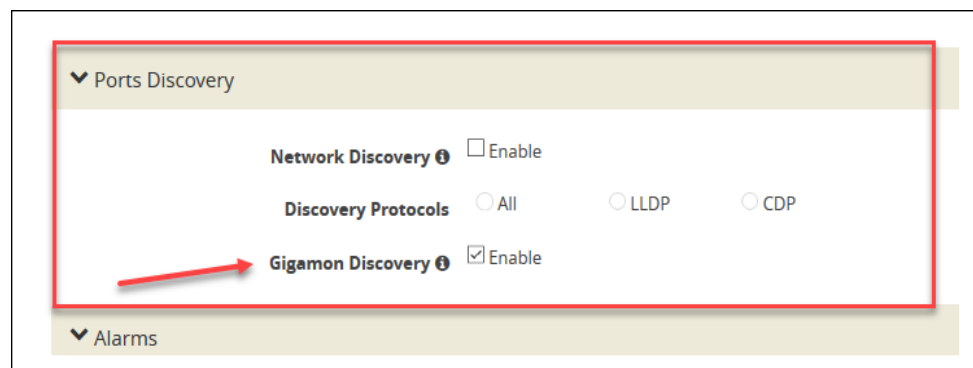 Ports Discovery
Network Discovery Enable
Discovery Protocols All LLDP CDP
Gigamon Discovery Enable
Alarms